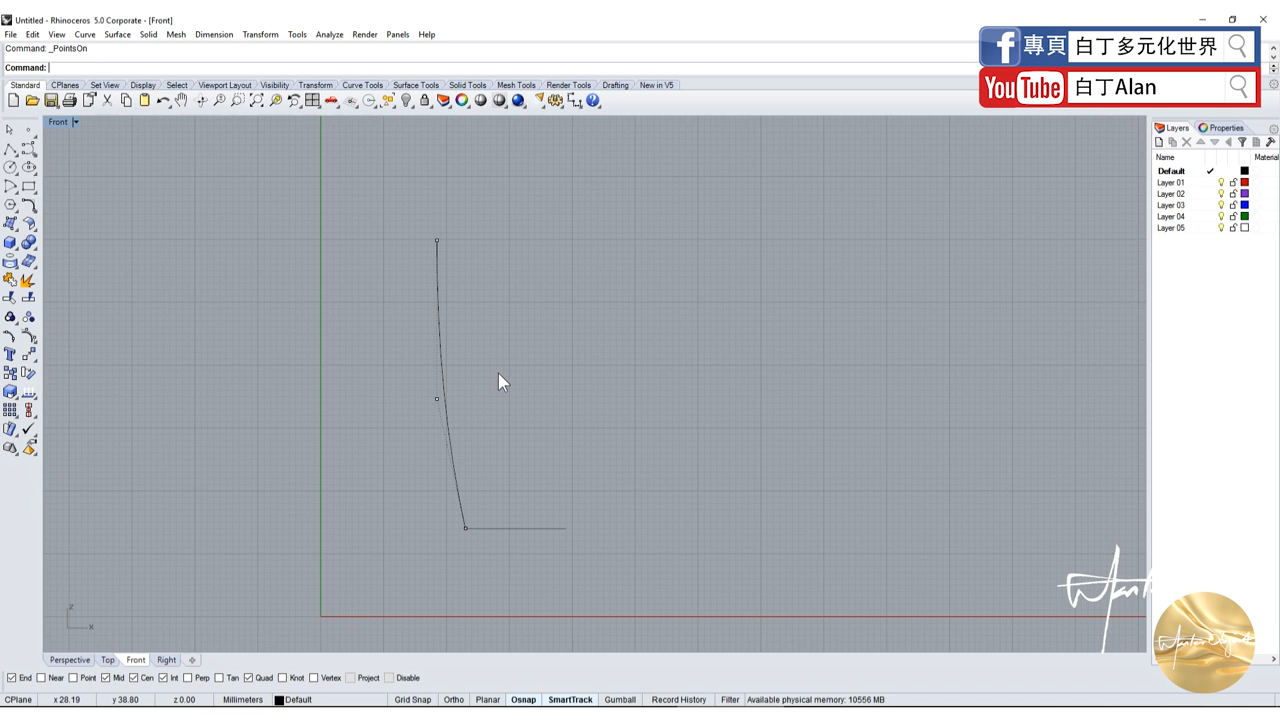 Untitled - Rhinoceros 5.0 Corporate - [Front]
File Edit View Curve Surface Solid Mesh Dimension Transform Tools Analyze Render Panels Help
Command: _PointsOn
Command:
專頁 白丁多元化世界
YouTube 白丁Alan
Standard CPlanes Set View Display Select Viewport Layout Visibility Transform Curve Tools Surface Tools Solid Tools Mesh Tools Render Tools Drafting New in V5
Front
Layers Properties
Name Material
Default
Layer 01
Layer 02
Layer 03
Layer 04
Layer 05
z
x
Perspective Top Front Right
End Near Point Mid Cen Int Perp Tan Quad Knot Vertex Project Disable
CPlane x 28.19 y 38.80 z 0.00 Millimeters Default Grid Snap Ortho Planar Osnap SmartTrack Gumball Record History Filter Available physical memory: 10556 MB